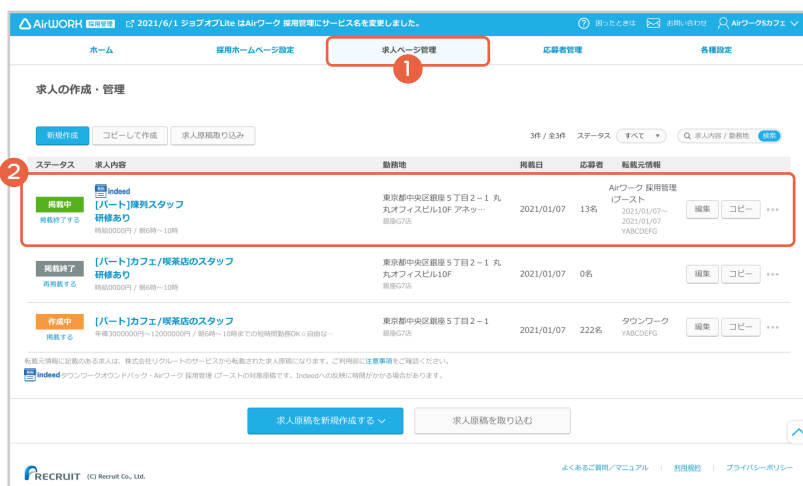 AirWORK 採用管理 2021/6/1 ジョブオプLite はAirワーク 採用管理にサービス名を変更しました。 困ったときは お問い合わせ Airワーク5カフェ
ホーム 採用ホームページ設定 求人ページ管理 応募者管理 各種設定
1
求人の作成・管理
新規作成 コピーして作成 求人原稿取り込み 3件 / 全3件 ステータス すべて 求人内容 / 勤務地 検索
2
ステータス 求人内容 勤務地 掲載日 応募者 転載元情報
indeed
掲載中
掲載終了する
[パート]陳列スタッフ
研修あり
時給0000円 / 朝6時〜10時
東京都中央区銀座5丁目2−1 丸
丸オフィスビル10F アネッ…
銀座G7店
2021/01/07 13名
Airワーク 採用管理
iブースト
2021/01/07〜
2021/01/07
YABCDEFG
編集 コピー
掲載終了
再掲載する
[パート]カフェ/喫茶店のスタッフ
研修あり
時給0000円 / 朝6時〜10時
東京都中央区銀座5丁目2−1 丸
丸オフィスビル10F
銀座G7店
2021/01/07 0名
編集 コピー
作成中
掲載する
[パート]カフェ/喫茶店のスタッフ
年俸3000000円〜12000000円 / 朝6時〜10時までの短時間勤務OK☆自由な…
東京都中央区銀座5丁目2−1
銀座G7店
2021/01/07 222名
タウンワーク
YABCDEFG
編集 コピー
転載元情報に記載のある求人は、株式会社リクルートのサービスから転載された求人原稿になります。ご利用前に注意事項をご確認ください。
indeed タウンワークオウンドパック・Airワーク 採用管理 iブーストの対象原稿です。Indeedへの反映に時間がかかる場合があります。
求人原稿を新規作成する 求人原稿を取り込む
よくあるご質問/マニュアル | 利用規約 | プライバシーポリシー
RECRUIT (C) Recruit Co., Ltd.